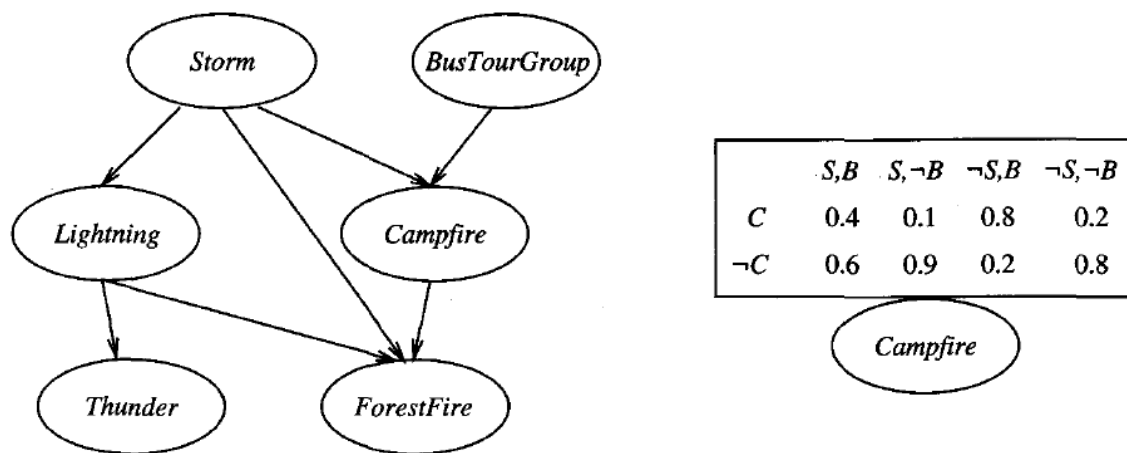 Storm
BusTourGroup
Lightning
Campfire
Thunder
ForestFire
S,B S,¬B ¬S,B ¬S,¬B
C 0.4 0.1 0.8 0.2
¬C 0.6 0.9 0.2 0.8
Campfire